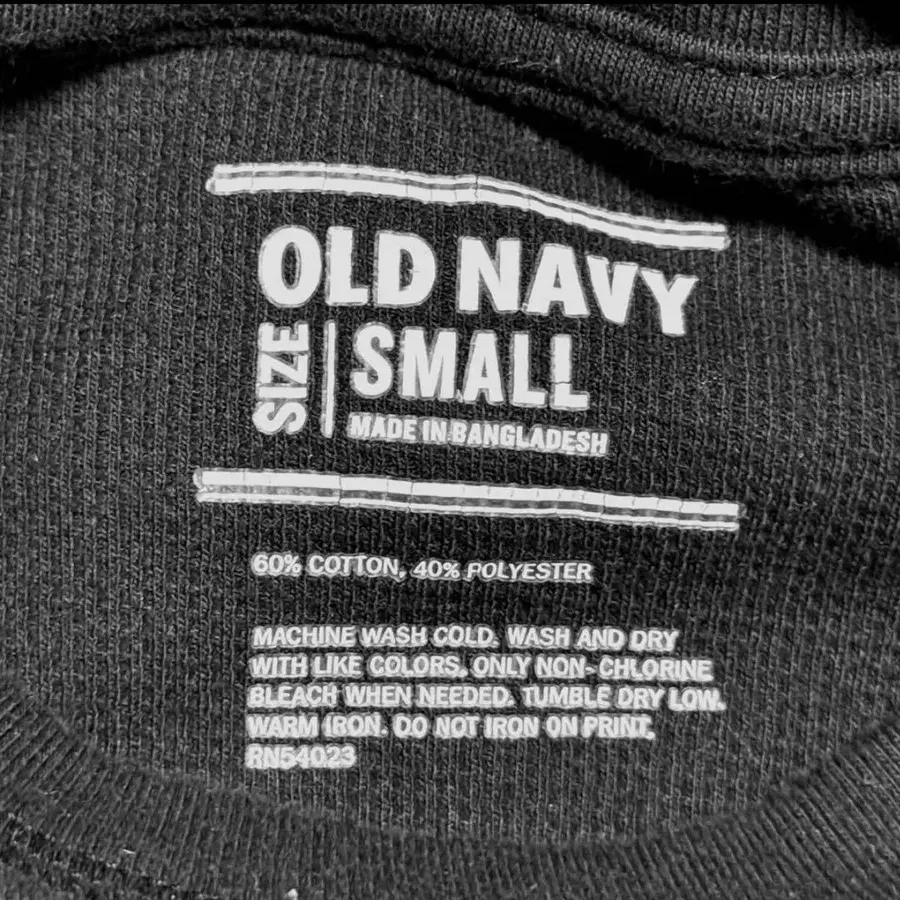 OLD NAVY
SIZE
SMALL
MADE IN BANGLADESH
60% COTTON, 40% POLYESTER
MACHINE WASH COLD. WASH AND DRY
WITH LIKE COLORS. ONLY NON-CHLORINE
BLEACH WHEN NEEDED. TUMBLE DRY LOW.
WARM IRON. DO NOT IRON ON PRINT.
RN54023